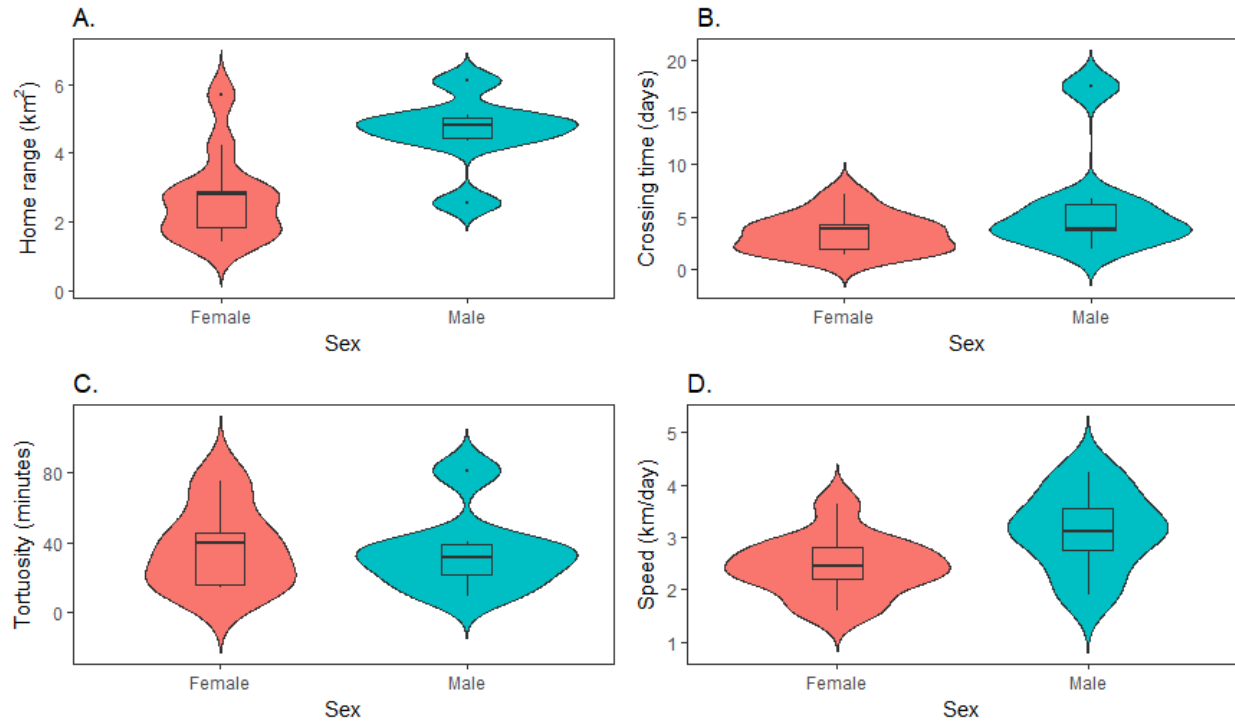 A.
Home range (km²)
6
4
2
0
Female
Male
Sex
B.
Crossing time (days)
20
15
10
5
0
Female
Male
Sex
C.
Tortuosity (minutes)
80
40
0
Female
Male
Sex
D.
Speed (km/day)
5
4
3
2
1
Female
Male
Sex